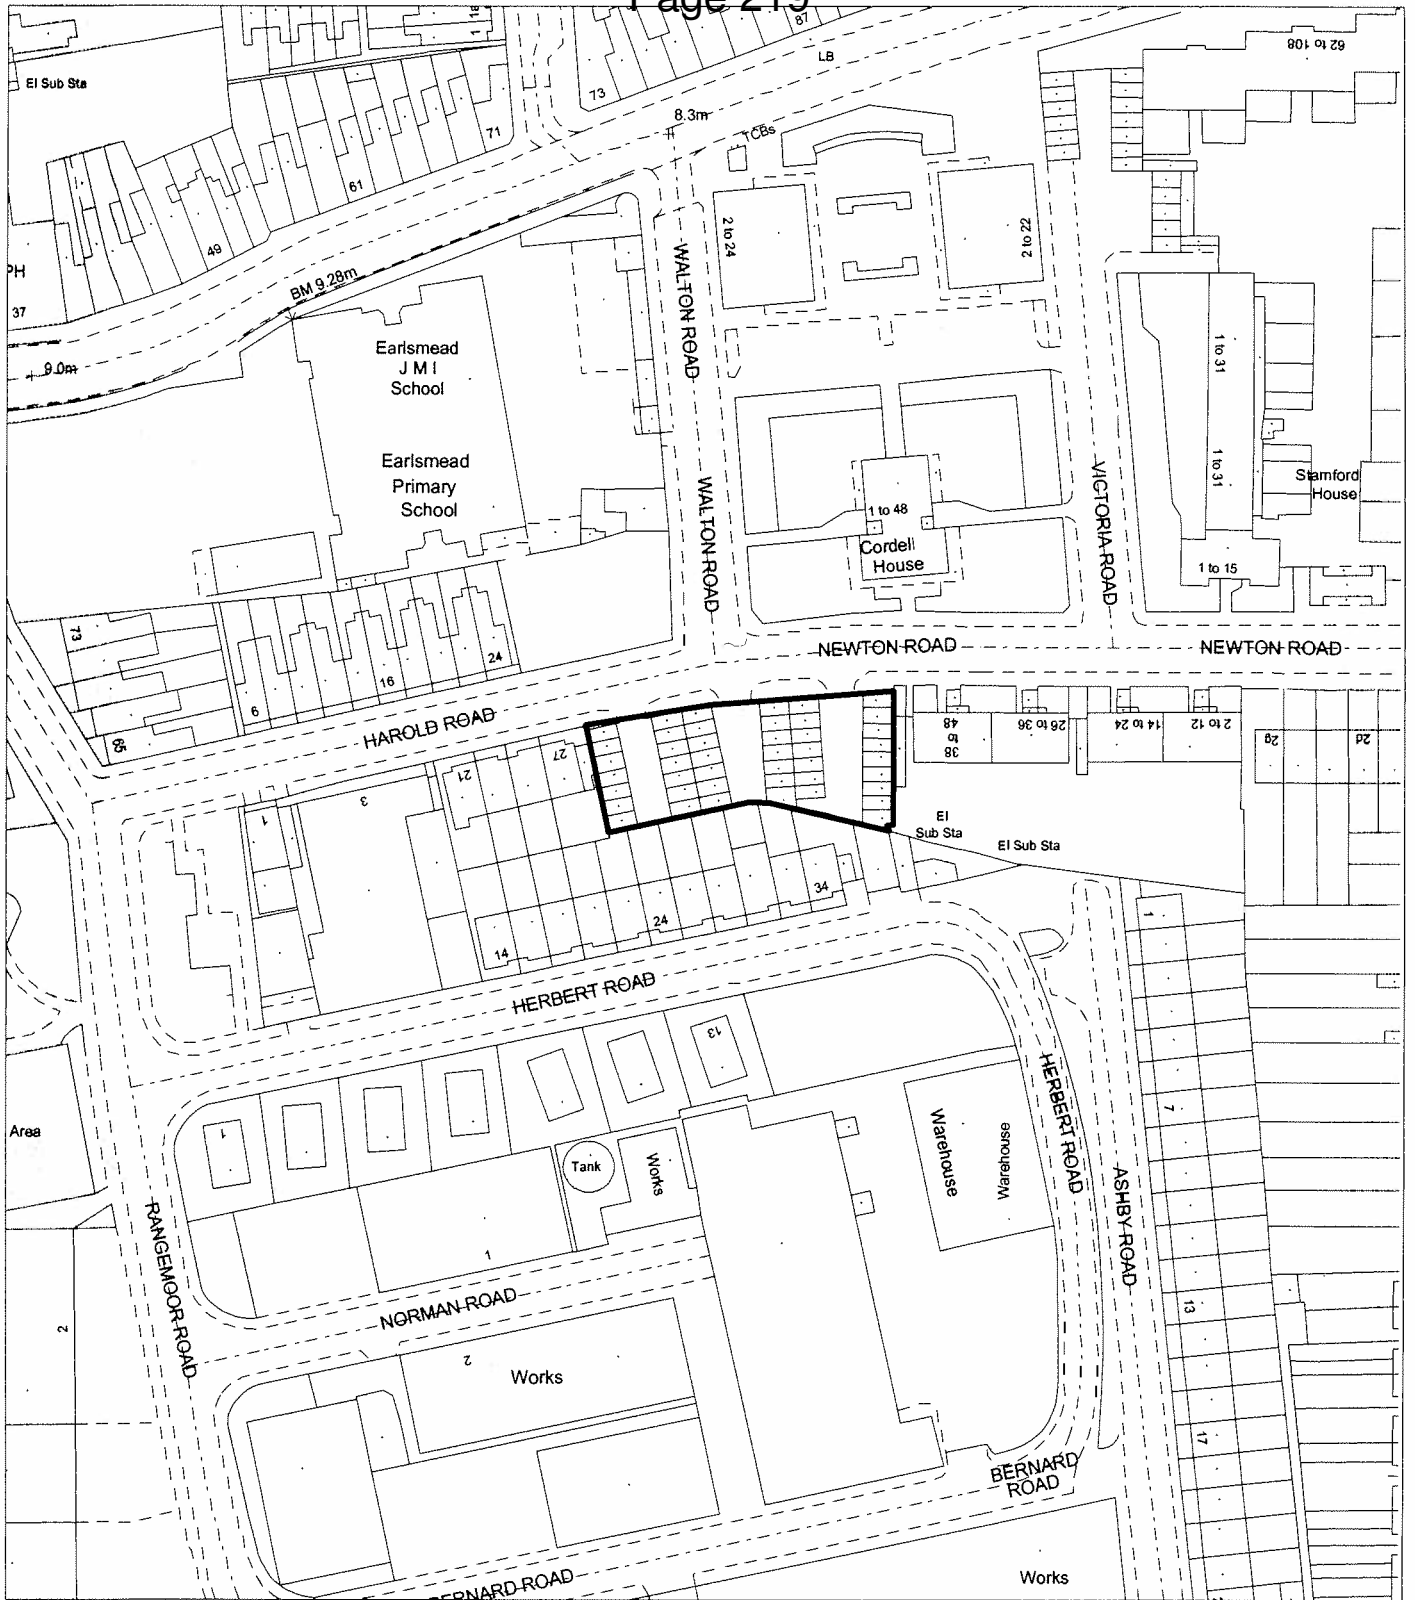 Page 219
El Sub Sta
87
LB
62 to 108
73
71
8.3m
TCBs
61
49
2 to 24
2 to 22
PH
37
BM 9.28m
9.0m
WALTON ROAD
Earlsmead
J M I
School
1 to 31
Earlsmead
Primary
School
WALTON ROAD
1 to 48
Cordell
House
VICTORIA ROAD
1 to 31
Stamford
House
1 to 15
73
24
16
6
NEWTON ROAD
NEWTON ROAD
HAROLD ROAD
27
21
3
1
38
to
48
26 to 36
14 to 24
2 to 12
2g
2d
El
Sub Sta
El Sub Sta
34
24
14
1
HERBERT ROAD
13
1
HERBERT ROAD
7
Area
Tank
Works
Warehouse
Warehouse
ASHBY ROAD
RANGEMOOR ROAD
1
NORMAN ROAD
13
2
2
Works
17
BERNARD
ROAD
BERNARD ROAD
Works